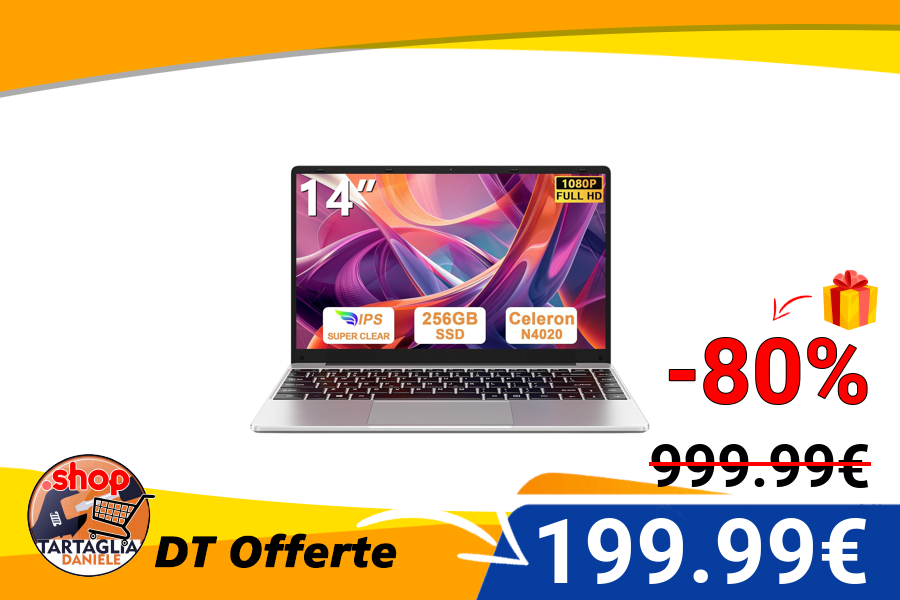 14”
1080P
FULL HD
IPS
SUPER CLEAR
256GB
SSD
Celeron
N4020
-80%
999.99€
199.99€
.shop
TARTAGLIA
DANIELE
DT Offerte